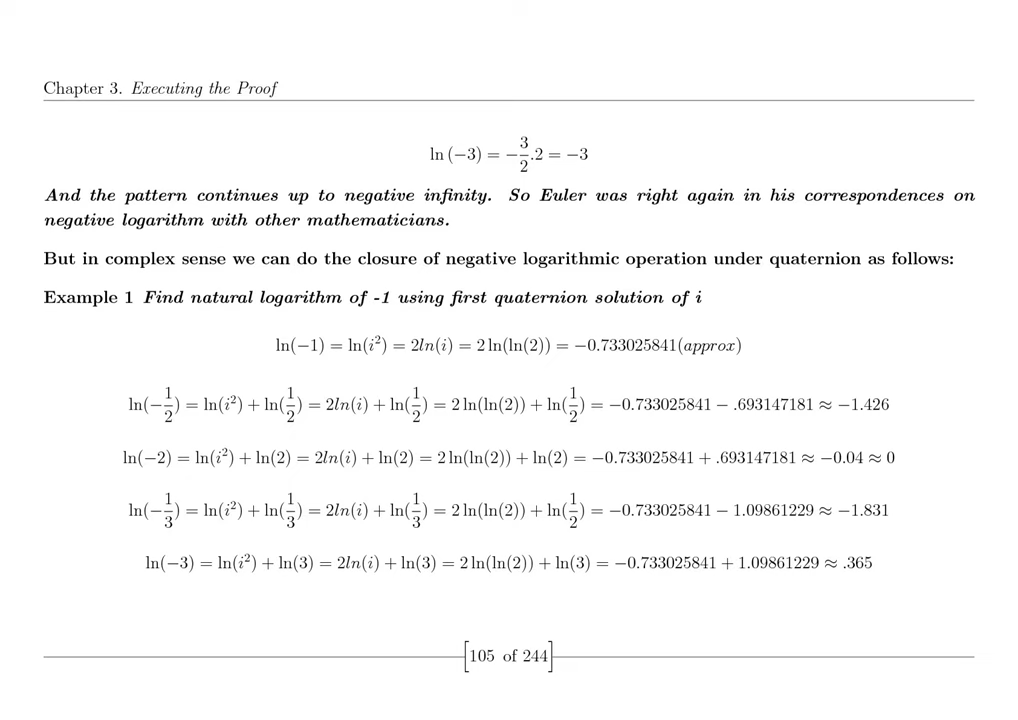 Chapter 3. Executing the Proof
ln (−3) = −3/2.2 = −3
And the pattern continues up to negative infinity. So Euler was right again in his correspondences on
negative logarithm with other mathematicians.
But in complex sense we can do the closure of negative logarithmic operation under quaternion as follows:
Example 1 Find natural logarithm of -1 using first quaternion solution of i
ln(−1) = ln(i²) = 2ln(i) = 2 ln(ln(2)) = −0.733025841(approx)
ln(−1/2) = ln(i²) + ln(1/2) = 2ln(i) + ln(1/2) = 2 ln(ln(2)) + ln(1/2) = −0.733025841 − .693147181 ≈ −1.426
ln(−2) = ln(i²) + ln(2) = 2ln(i) + ln(2) = 2 ln(ln(2)) + ln(2) = −0.733025841 + .693147181 ≈ −0.04 ≈ 0
ln(−1/3) = ln(i²) + ln(1/3) = 2ln(i) + ln(1/3) = 2 ln(ln(2)) + ln(1/2) = −0.733025841 − 1.09861229 ≈ −1.831
ln(−3) = ln(i²) + ln(3) = 2ln(i) + ln(3) = 2 ln(ln(2)) + ln(3) = −0.733025841 + 1.09861229 ≈ .365
[105 of 244]